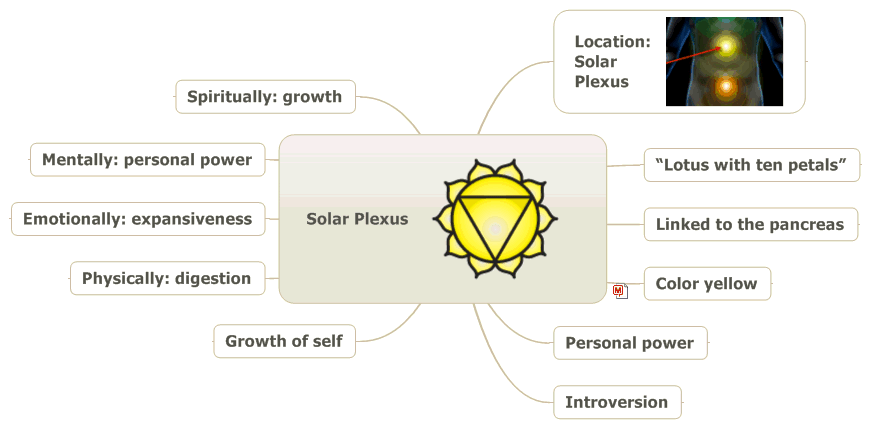 Location:
Solar
Plexus
Spiritually: growth
Mentally: personal power
“Lotus with ten petals”
Emotionally: expansiveness
Solar Plexus
Linked to the pancreas
Physically: digestion
Color yellow
M
Growth of self
Personal power
Introversion